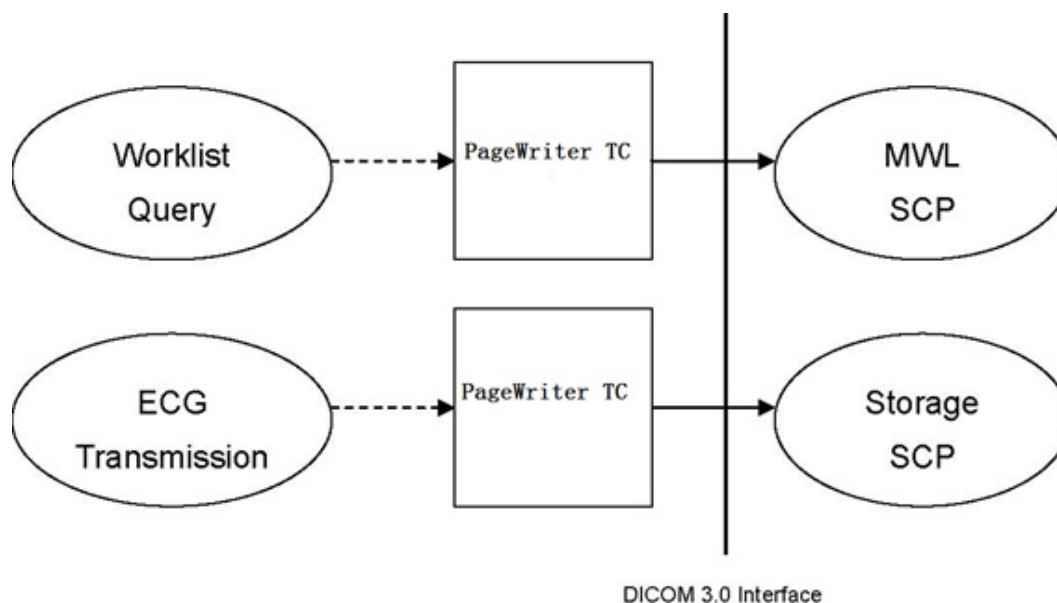 Worklist
Query
PageWriter TC
MWL
SCP
ECG
Transmission
PageWriter TC
Storage
SCP
DICOM 3.0 Interface